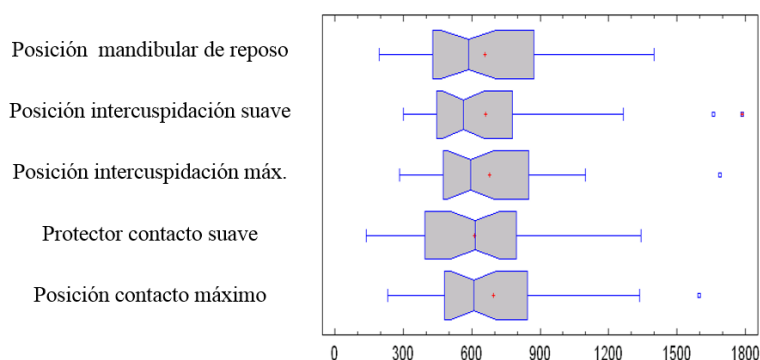 Posición mandibular de reposo
Posición intercuspidación suave
Posición intercuspidación máx.
Protector contacto suave
Posición contacto máximo
0 300 600 900 1200 1500 1800